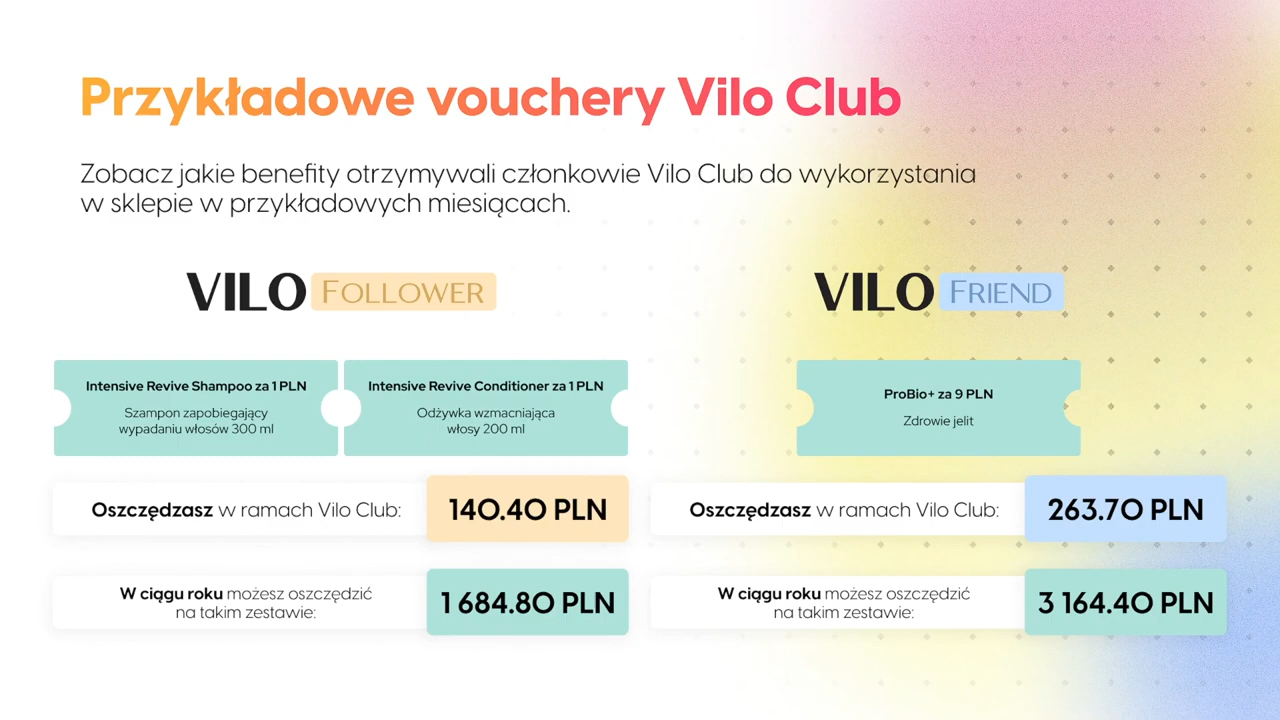 Przykładowe vouchery Vilo Club
Zobacz jakie benefity otrzymywali członkowie Vilo Club do wykorzystania
w sklepie w przykładowych miesiącach.
VILO FOLLOWER
Intensive Revive Shampoo za 1 PLN
Szampon zapobiegający
wypadaniu włosów 300 ml
Intensive Revive Conditioner za 1 PLN
Odżywka wzmacniająca
włosy 200 ml
Oszczędzasz w ramach Vilo Club:
140.40 PLN
W ciągu roku możesz oszczędzić
na takim zestawie:
1 684.80 PLN
VILO FRIEND
ProBio+ za 9 PLN
Zdrowie jelit
Oszczędzasz w ramach Vilo Club:
263.70 PLN
W ciągu roku możesz oszczędzić
na takim zestawie:
3 164.40 PLN